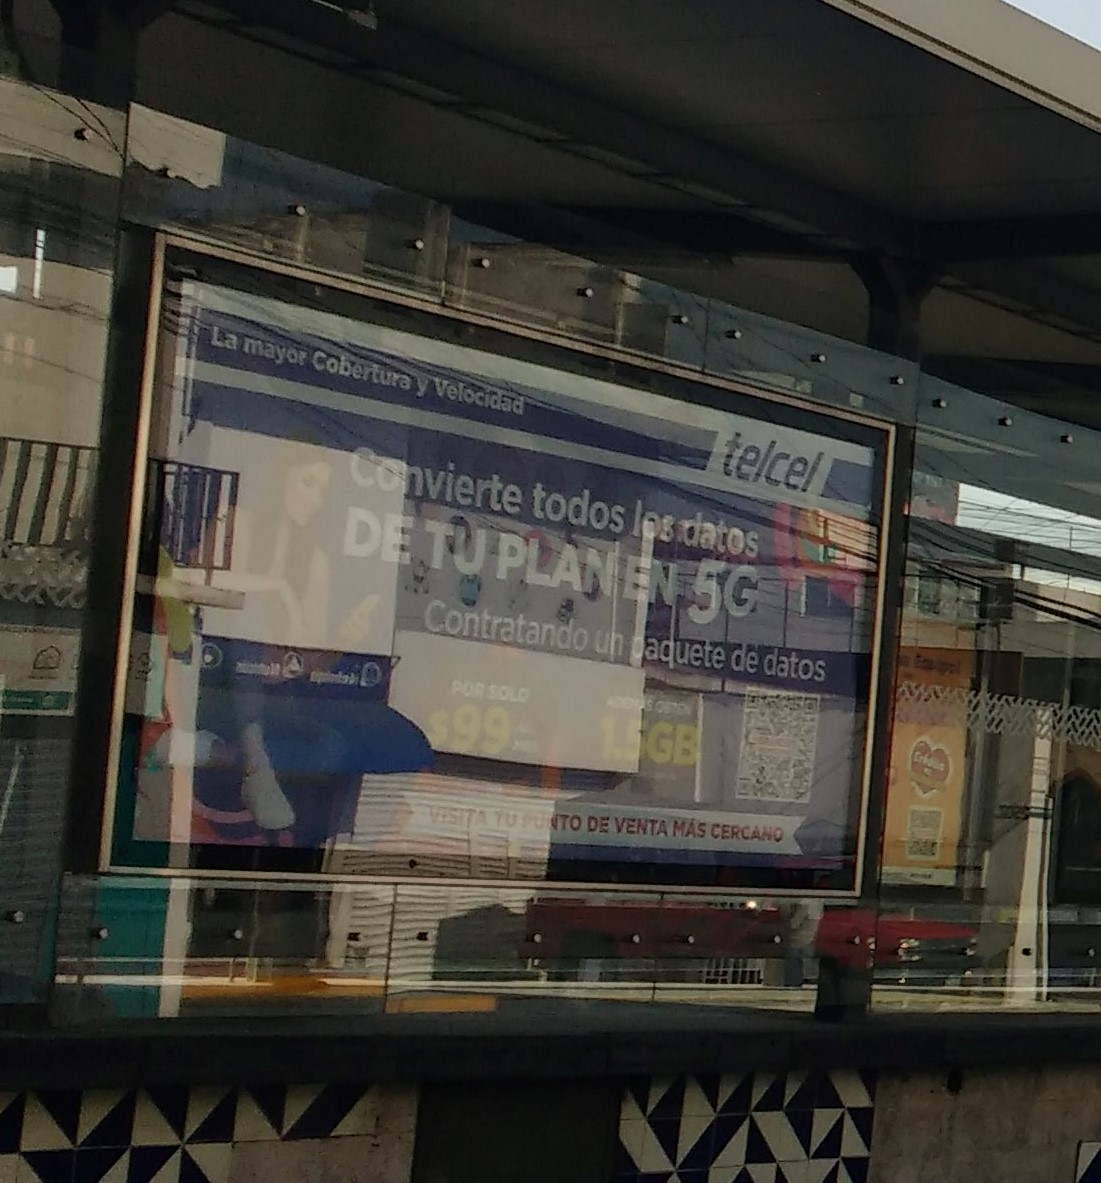 La mayor Cobertura y Velocidad
telcel
Convierte todos los datos
DE TU PLAN EN 5G
Contratando un paquete de datos
POR SOLO
$99
1.5GB
VISITA TU PUNTO DE VENTA MÁS CERCANO